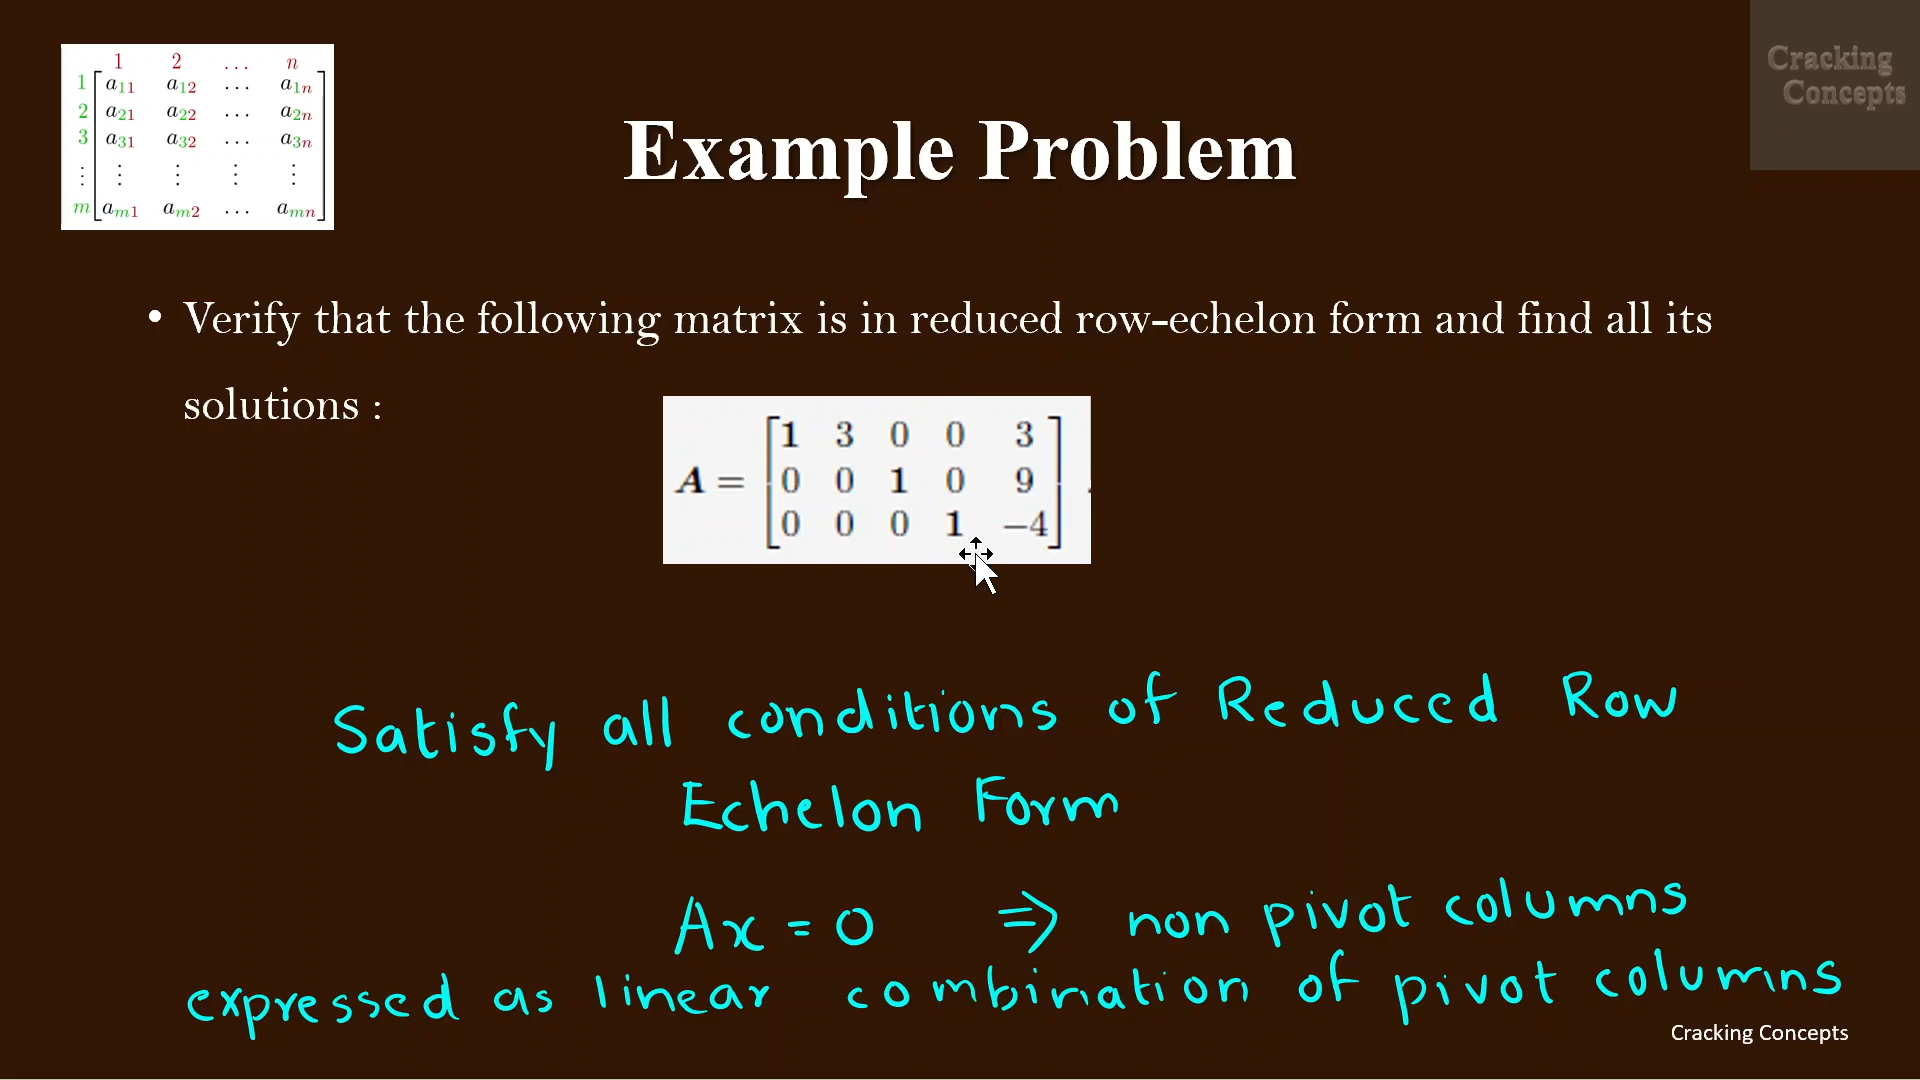 1 2 ... n
1 a11 a12 ... a1n
2 a21 a22 ... a2n
3 a31 a32 ... a3n
⋮ ⋮ ⋮ ⋮ ⋮
m am1 am2 ... amn
Cracking
Concepts
Example Problem
• Verify that the following matrix is in reduced row-echelon form and find all its
solutions :
1 3 0 0 3
A = 0 0 1 0 9 .
0 0 0 1 −4
Satisfy all conditions of Reduced Row
Echelon Form
Ax = 0 ⇒ non pivot columns
expressed as linear combination of pivot columns
Cracking Concepts